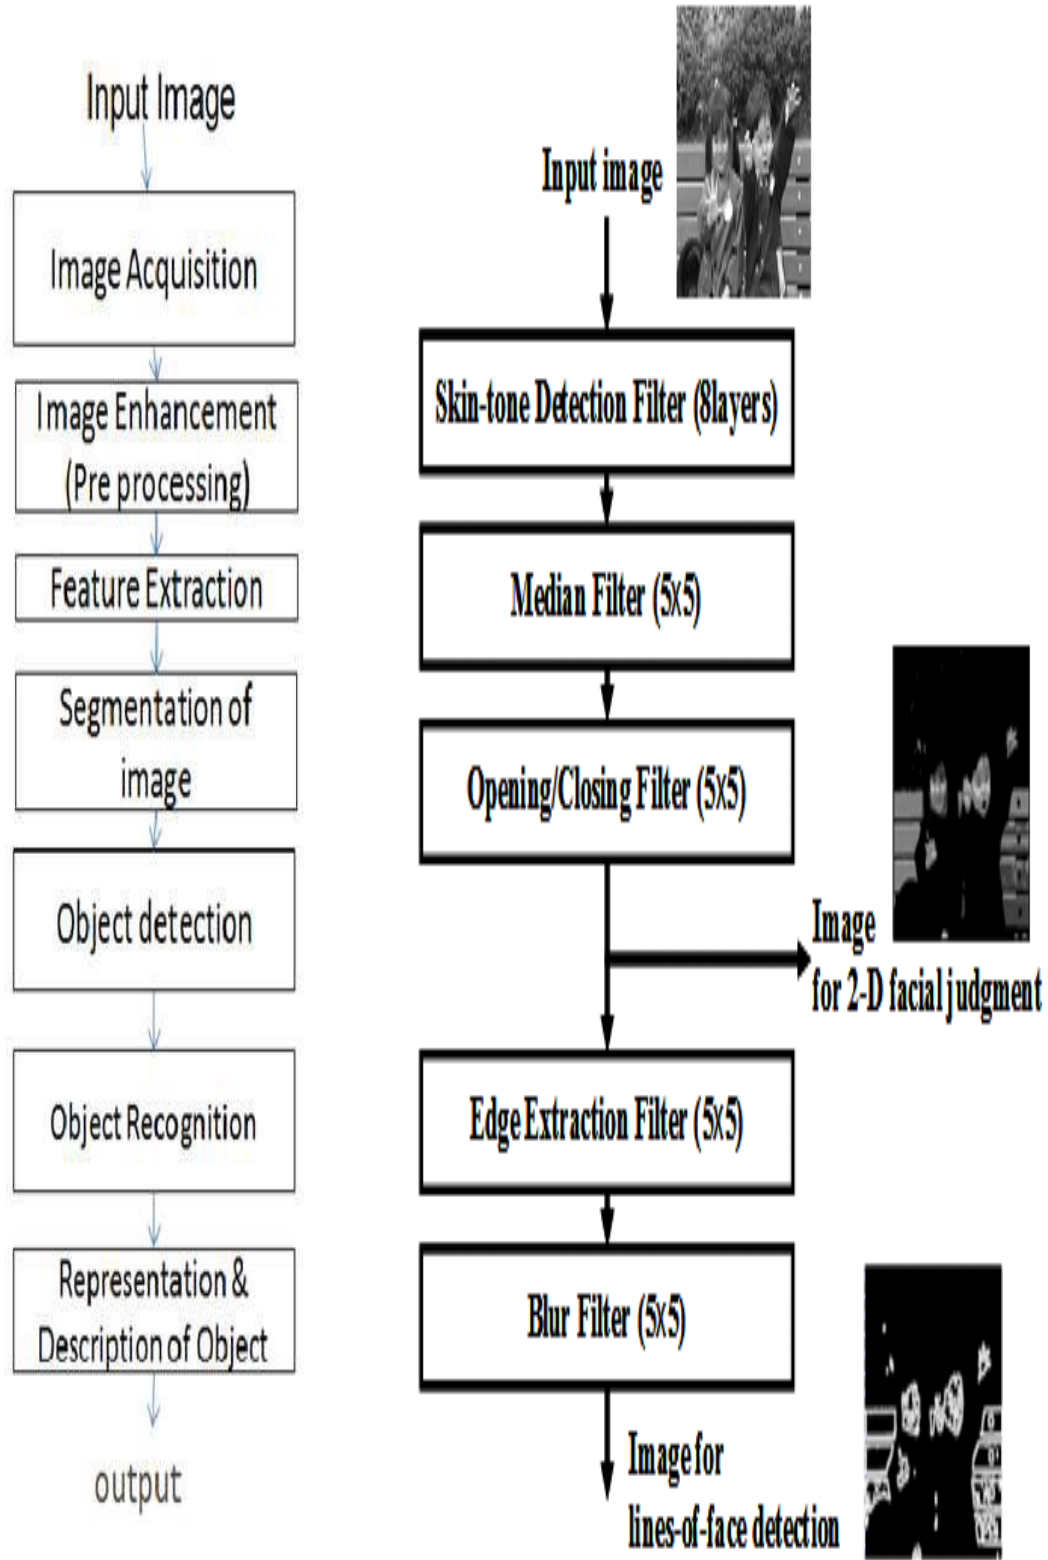 Input Image
Image Acquisition
Image Enhancement
(Pre processing)
Feature Extraction
Segmentation of
image
Object detection
Object Recognition
Representation &
Description of Object
output
Input image
Skin-tone Detection Filter (8layers)
Median Filter (5x5)
Opening/Closing Filter (5x5)
Image
for 2-D facial judgment
Edge Extraction Filter (5x5)
Blur Filter (5x5)
Image for
lines-of-face detection